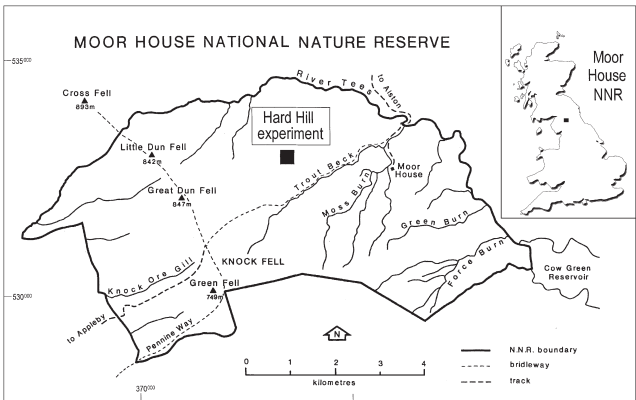 MOOR HOUSE NATIONAL NATURE RESERVE
Moor
House
NNR
535000
530000
370000
Cross Fell
893m
Little Dun Fell
842m
Great Dun Fell
847m
River Tees
to Alston
Hard Hill
experiment
Trout Beck
Moor
House
Moss Burn
Green Burn
Force Burn
Cow Green
Reservoir
KNOCK FELL
Knock Ore Gill
Green Fell
749m
to Appleby
Pennine Way
N
0 1 2 3 4
kilometres
N.N.R. boundary
bridleway
track